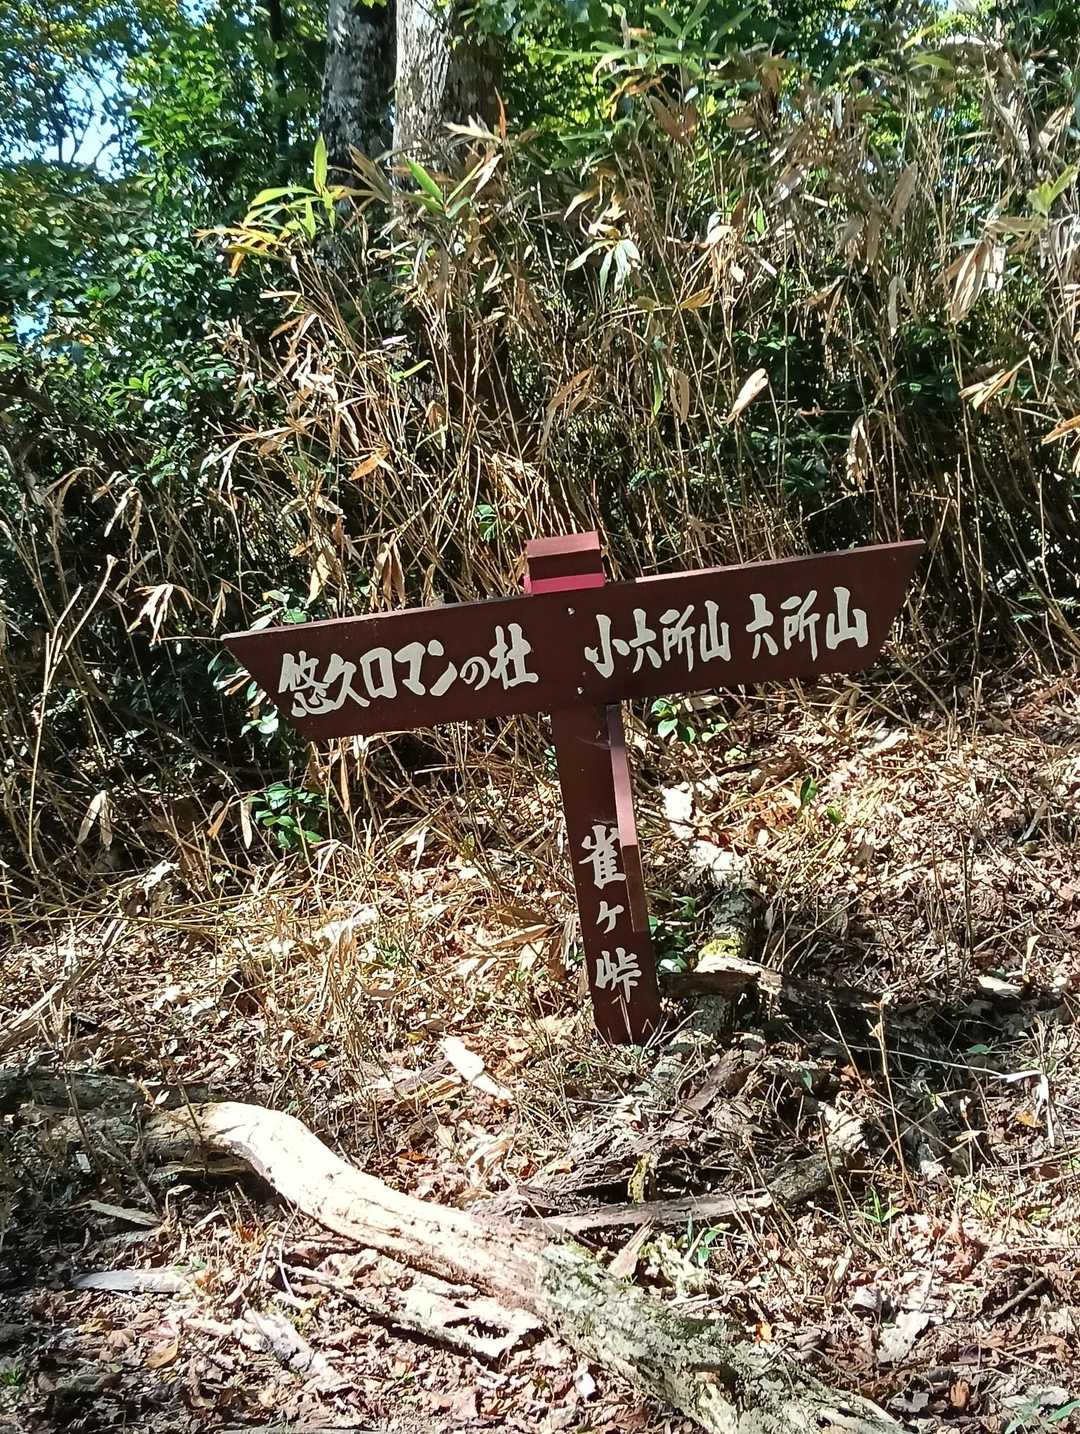 悠久ロマンの杜
小六所山 六所山
雀ヶ峠